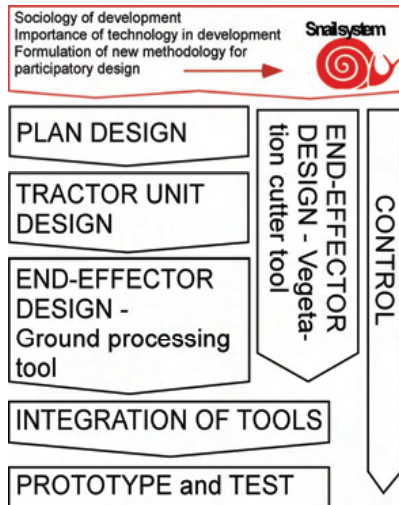 Sociology of development
Importance of technology in development
Formulation of new methodology for
participatory design
Snailsystem
PLAN DESIGN
TRACTOR UNIT
DESIGN
END-EFFECTOR
DESIGN -
Ground processing
tool
END-EFFECTOR
DESIGN - Vegeta-
tion cutter tool
CONTROL
INTEGRATION OF TOOLS
PROTOTYPE and TEST